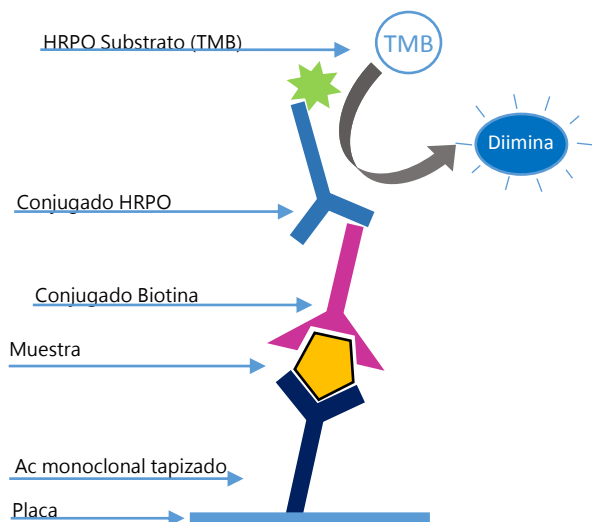 HRPO Substrato (TMB)
TMB
Diimina
Conjugado HRPO
Conjugado Biotina
Muestra
Ac monoclonal tapizado
Placa